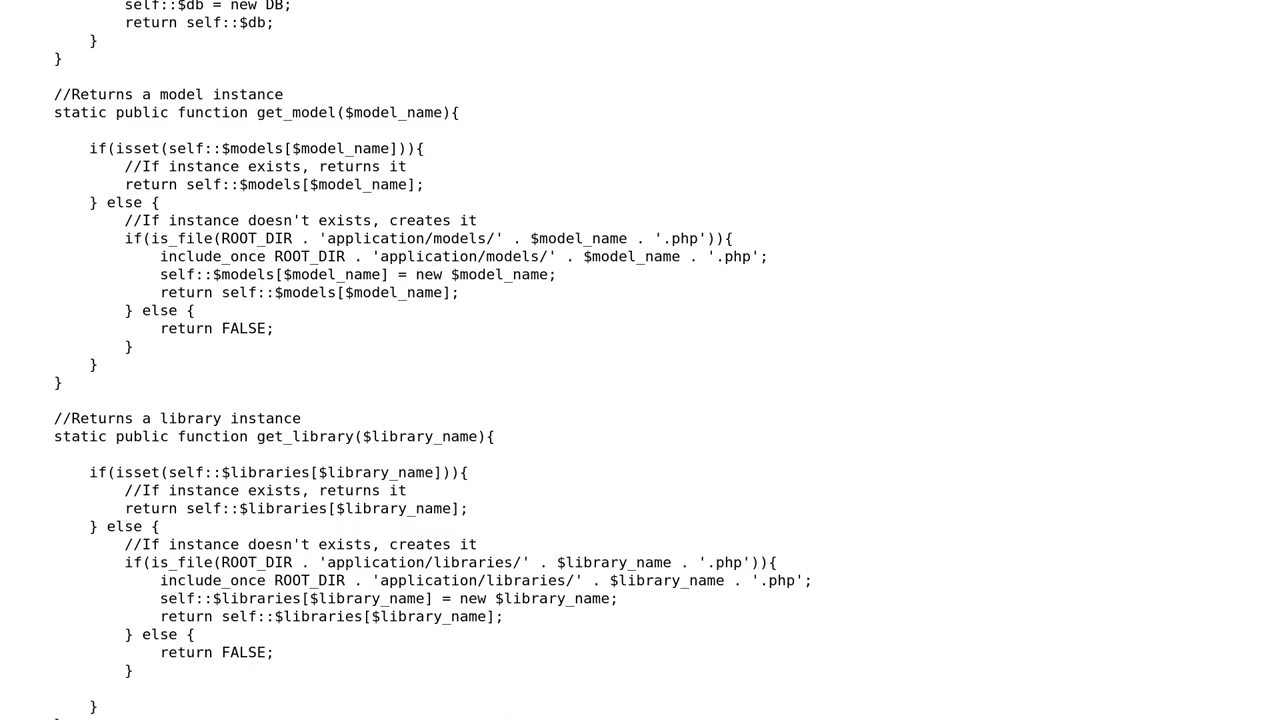 self::$db = new DB;
        return self::$db;
    }
}

//Returns a model instance
static public function get_model($model_name){

    if(isset(self::$models[$model_name])){
        //If instance exists, returns it
        return self::$models[$model_name];
    } else {
        //If instance doesn't exists, creates it
        if(is_file(ROOT_DIR . 'application/models/' . $model_name . '.php')){
            include_once ROOT_DIR . 'application/models/' . $model_name . '.php';
            self::$models[$model_name] = new $model_name;
            return self::$models[$model_name];
        } else {
            return FALSE;
        }
    }
}

//Returns a library instance
static public function get_library($library_name){

    if(isset(self::$libraries[$library_name])){
        //If instance exists, returns it
        return self::$libraries[$library_name];
    } else {
        //If instance doesn't exists, creates it
        if(is_file(ROOT_DIR . 'application/libraries/' . $library_name . '.php')){
            include_once ROOT_DIR . 'application/libraries/' . $library_name . '.php';
            self::$libraries[$library_name] = new $library_name;
            return self::$libraries[$library_name];
        } else {
            return FALSE;
        }

    }